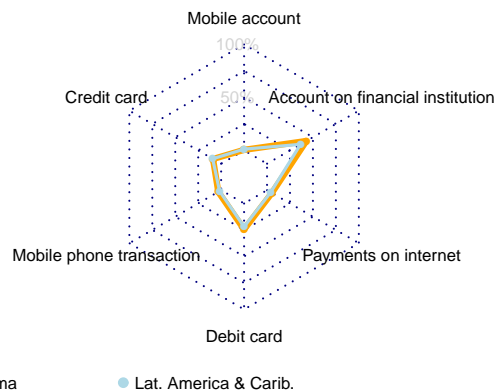 Mobile account
100%
Credit card
50%
Account on financial institution
Mobile phone transaction
Payments on internet
Debit card
ma
Lat. America & Carib.